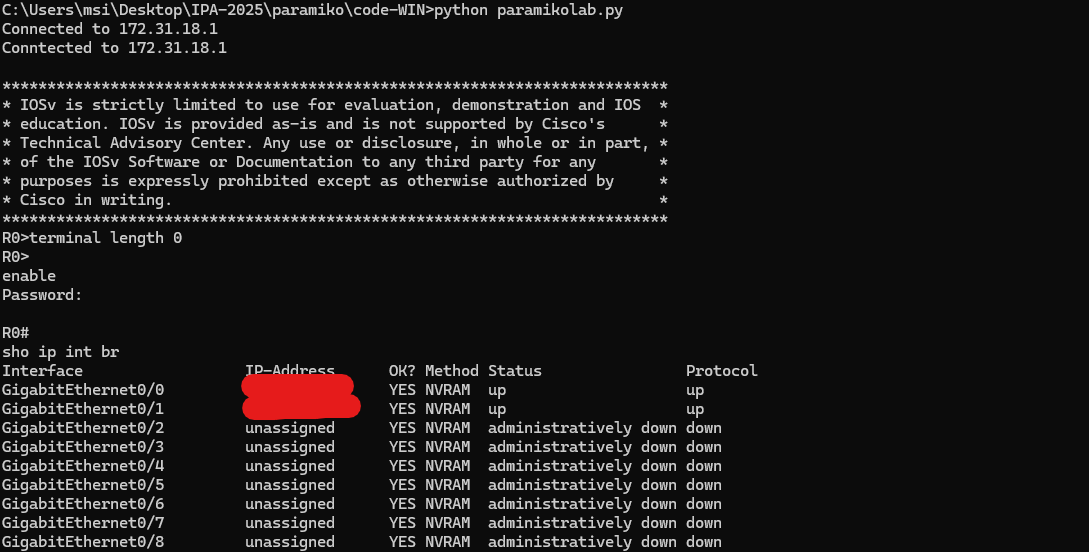 C:\Users\msi\Desktop\IPA-2025\paramiko\code-WIN>python paramikolab.py
Connected to 172.31.18.1
Conntected to 172.31.18.1
**************************************************************************
* IOSv is strictly limited to use for evaluation, demonstration and IOS  *
* education. IOSv is provided as-is and is not supported by Cisco's      *
* Technical Advisory Center. Any use or disclosure, in whole or in part, *
* of the IOSv Software or Documentation to any third party for any       *
* purposes is expressly prohibited except as otherwise authorized by     *
* Cisco in writing.                                                      *
**************************************************************************
R0>terminal length 0
R0>
enable
Password:
R0#
sho ip int br
Interface                  IP-Address      OK? Method Status                Protocol
GigabitEthernet0/0                         YES NVRAM  up                    up
GigabitEthernet0/1                         YES NVRAM  up                    up
GigabitEthernet0/2         unassigned      YES NVRAM  administratively down down
GigabitEthernet0/3         unassigned      YES NVRAM  administratively down down
GigabitEthernet0/4         unassigned      YES NVRAM  administratively down down
GigabitEthernet0/5         unassigned      YES NVRAM  administratively down down
GigabitEthernet0/6         unassigned      YES NVRAM  administratively down down
GigabitEthernet0/7         unassigned      YES NVRAM  administratively down down
GigabitEthernet0/8         unassigned      YES NVRAM  administratively down down